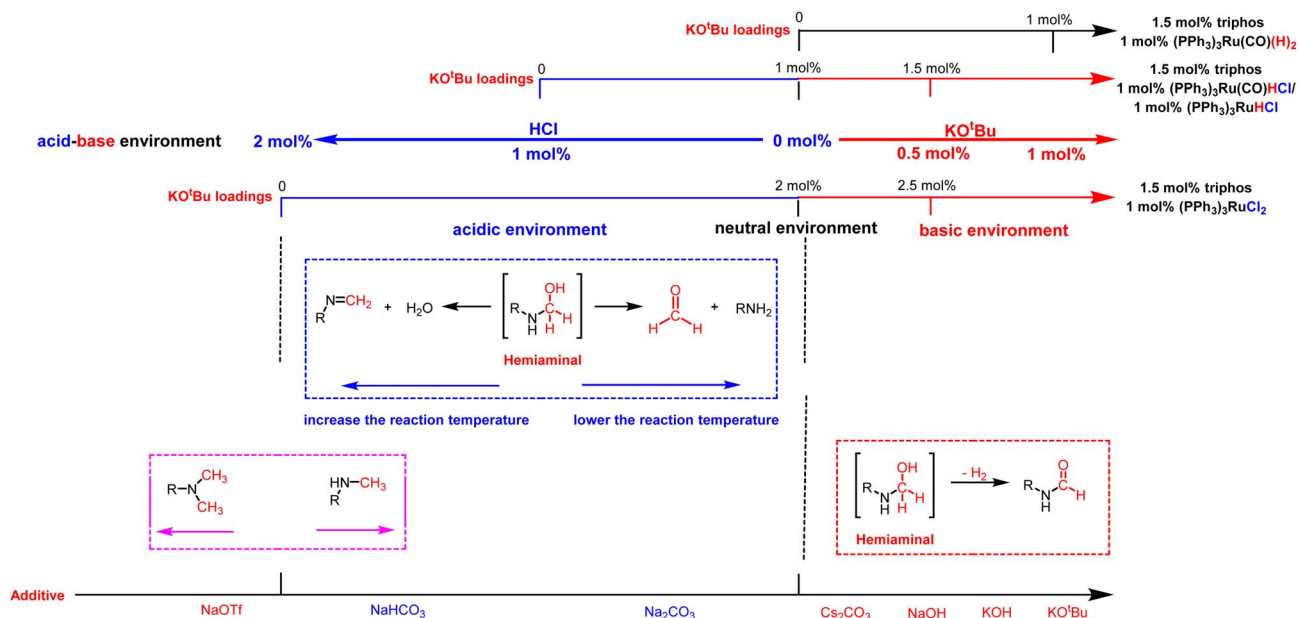 KOᵗBu loadings
0
1 mol%
1.5 mol% triphos
1 mol% (PPh₃)₃Ru(CO)(H)₂
KOᵗBu loadings
0
1 mol%
1.5 mol%
1.5 mol% triphos
1 mol% (PPh₃)₃Ru(CO)HCl/
1 mol% (PPh₃)₃RuHCl
acid-base environment
2 mol%
HCl
1 mol%
0 mol%
KOᵗBu
0.5 mol%
1 mol%
KOᵗBu loadings
0
2 mol%
2.5 mol%
1.5 mol% triphos
1 mol% (PPh₃)₃RuCl₂
acidic environment
neutral environment
basic environment
N=CH₂
R
+
H₂O
OH
R
C
N
H
H
H
O
C
H
H
+
RNH₂
Hemiaminal
increase the reaction temperature
lower the reaction temperature
CH₃
R
N
CH₃
HN
CH₃
R
OH
R
C
N
H
H
H
- H₂
O
R
C
N
H
H
Hemiaminal
Additive
NaOTf
NaHCO₃
Na₂CO₃
Cs₂CO₃
NaOH
KOH
KOᵗBu